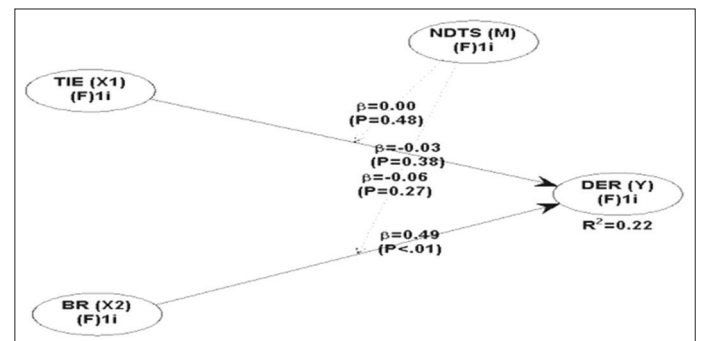 NDTS (M)
(F)1i
TIE (X1)
(F)1i
β=0.00
(P=0.48)
β=-0.03
(P=0.38)
β=-0.06
(P=0.27)
DER (Y)
(F)1i
R²=0.22
β=0.49
(P<.01)
BR (X2)
(F)1i